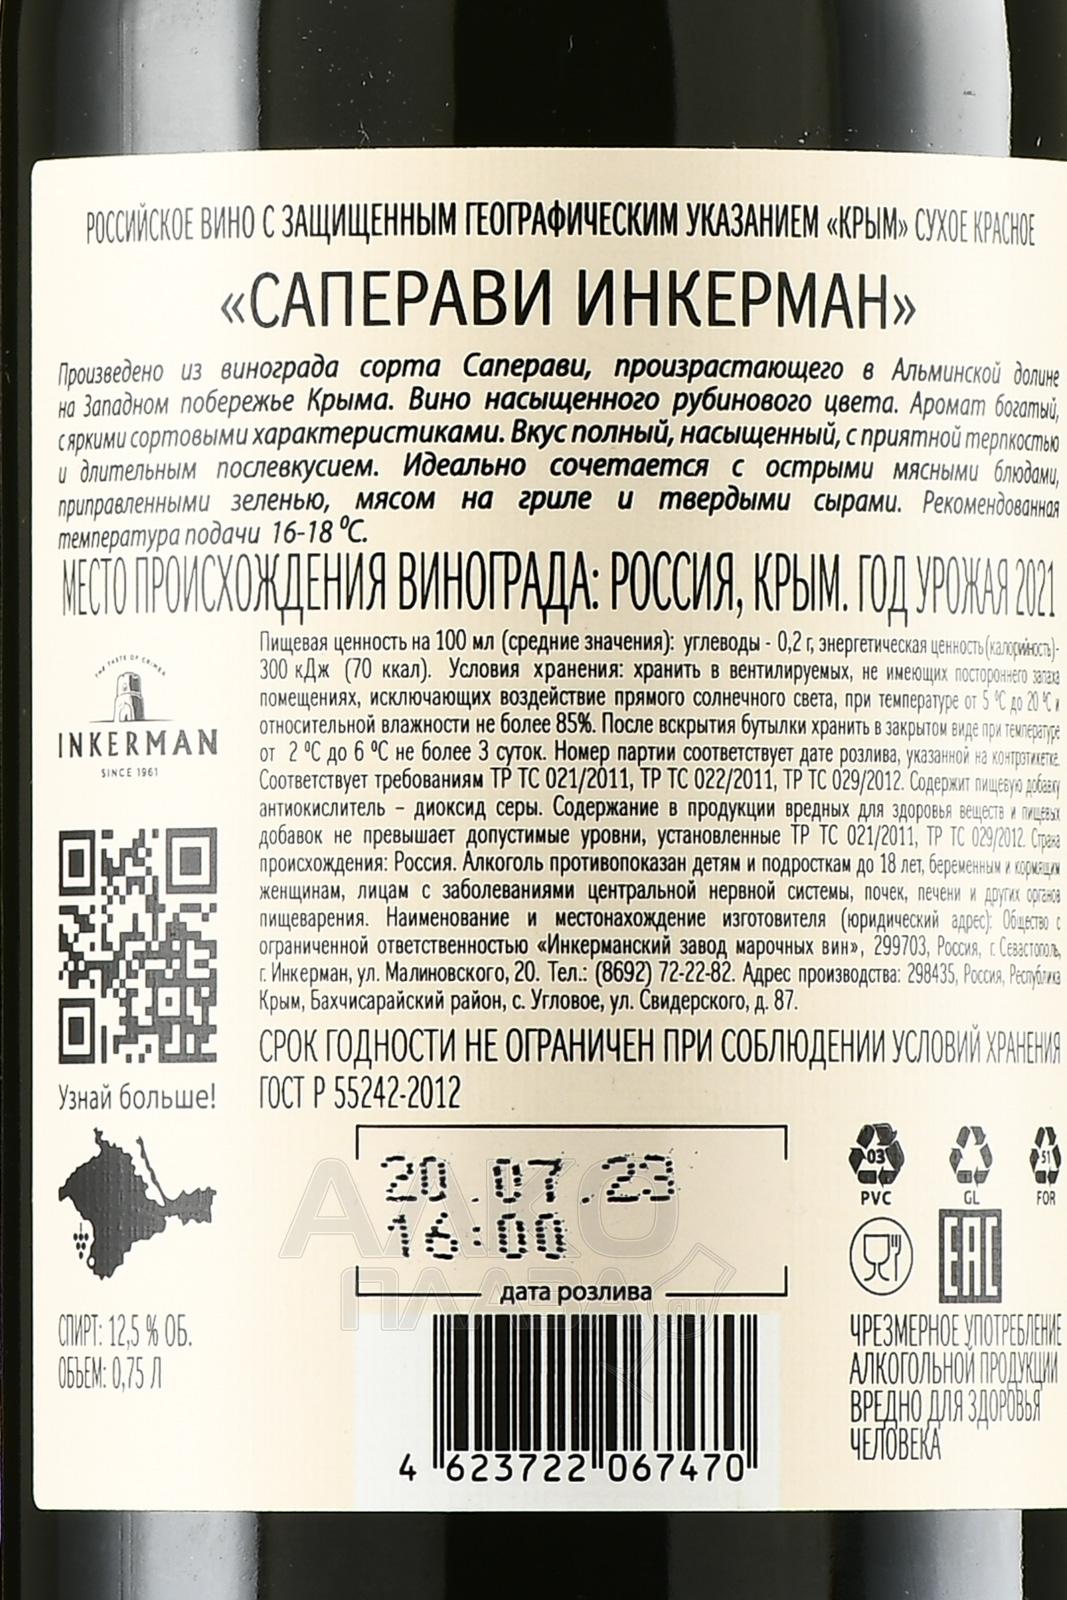 РОССИЙСКОЕ ВИНО С ЗАЩИЩЕННЫМ ГЕОГРАФИЧЕСКИМ УКАЗАНИЕМ «КРЫМ» СУХОЕ КРАСНОЕ
«САПЕРАВИ ИНКЕРМАН»
Произведено из винограда сорта Саперави, произрастающего в Альминской долине
на Западном побережье Крыма. Вино насыщенного рубинового цвета. Аромат богатый,
с яркими сортовыми характеристиками. Вкус полный, насыщенный, с приятной терпкостью
и длительным послевкусием. Идеально сочетается с острыми мясными блюдами,
приправленными зеленью, мясом на гриле и твердыми сырами. Рекомендованная
температура подачи 16-18 ⁰С.
МЕСТО ПРОИСХОЖДЕНИЯ ВИНОГРАДА: РОССИЯ, КРЫМ. ГОД УРОЖАЯ 2021
Пищевая ценность на 100 мл (средние значения): углеводы - 0,2 г, энергетическая ценность (калорийность)-
300 кДж (70 ккал). Условия хранения: хранить в вентилируемых, не имеющих постороннего запаха
помещениях, исключающих воздействие прямого солнечного света, при температуре от 5 ⁰С до 20 ⁰С и
относительной влажности не более 85%. После вскрытия бутылки хранить в закрытом виде при температуре
от 2 ⁰С до 6 ⁰С не более 3 суток. Номер партии соответствует дате розлива, указанной на контрэтикетке.
Соответствует требованиям ТР ТС 021/2011, ТР ТС 022/2011, ТР ТС 029/2012. Содержит пищевую добавку
антиокислитель – диоксид серы. Содержание в продукции вредных для здоровья веществ и пищевых
добавок не превышает допустимые уровни, установленные ТР ТС 021/2011, ТР ТС 029/2012. Страна
происхождения: Россия. Алкоголь противопоказан детям и подросткам до 18 лет, беременным и кормящим
женщинам, лицам с заболеваниями центральной нервной системы, почек, печени и других органов
пищеварения. Наименование и местонахождение изготовителя (юридический адрес): Общество с
ограниченной ответственностью «Инкерманский завод марочных вин», 299703, Россия, г. Севастополь,
г. Инкерман, ул. Малиновского, 20. Тел.: (8692) 72-22-82. Адрес производства: 298435, Россия, Республика
Крым, Бахчисарайский район, с. Угловое, ул. Свидерского, д. 87.
СРОК ГОДНОСТИ НЕ ОГРАНИЧЕН ПРИ СОБЛЮДЕНИИ УСЛОВИЙ ХРАНЕНИЯ
ГОСТ Р 55242-2012
THE TASTE OF CRIMEA
INKERMAN
SINCE 1961
Узнай больше!
СПИРТ: 12,5 % ОБ.
ОБЪЕМ: 0,75 Л
20.07.23
16:00
дата розлива
АЛКО
ПЛАЗА
.ru
4 623722 067470
03
PVC
GL
51
FOR
EAC
ЧРЕЗМЕРНОЕ УПОТРЕБЛЕНИЕ
АЛКОГОЛЬНОЙ ПРОДУКЦИИ
ВРЕДНО ДЛЯ ЗДОРОВЬЯ
ЧЕЛОВЕКА